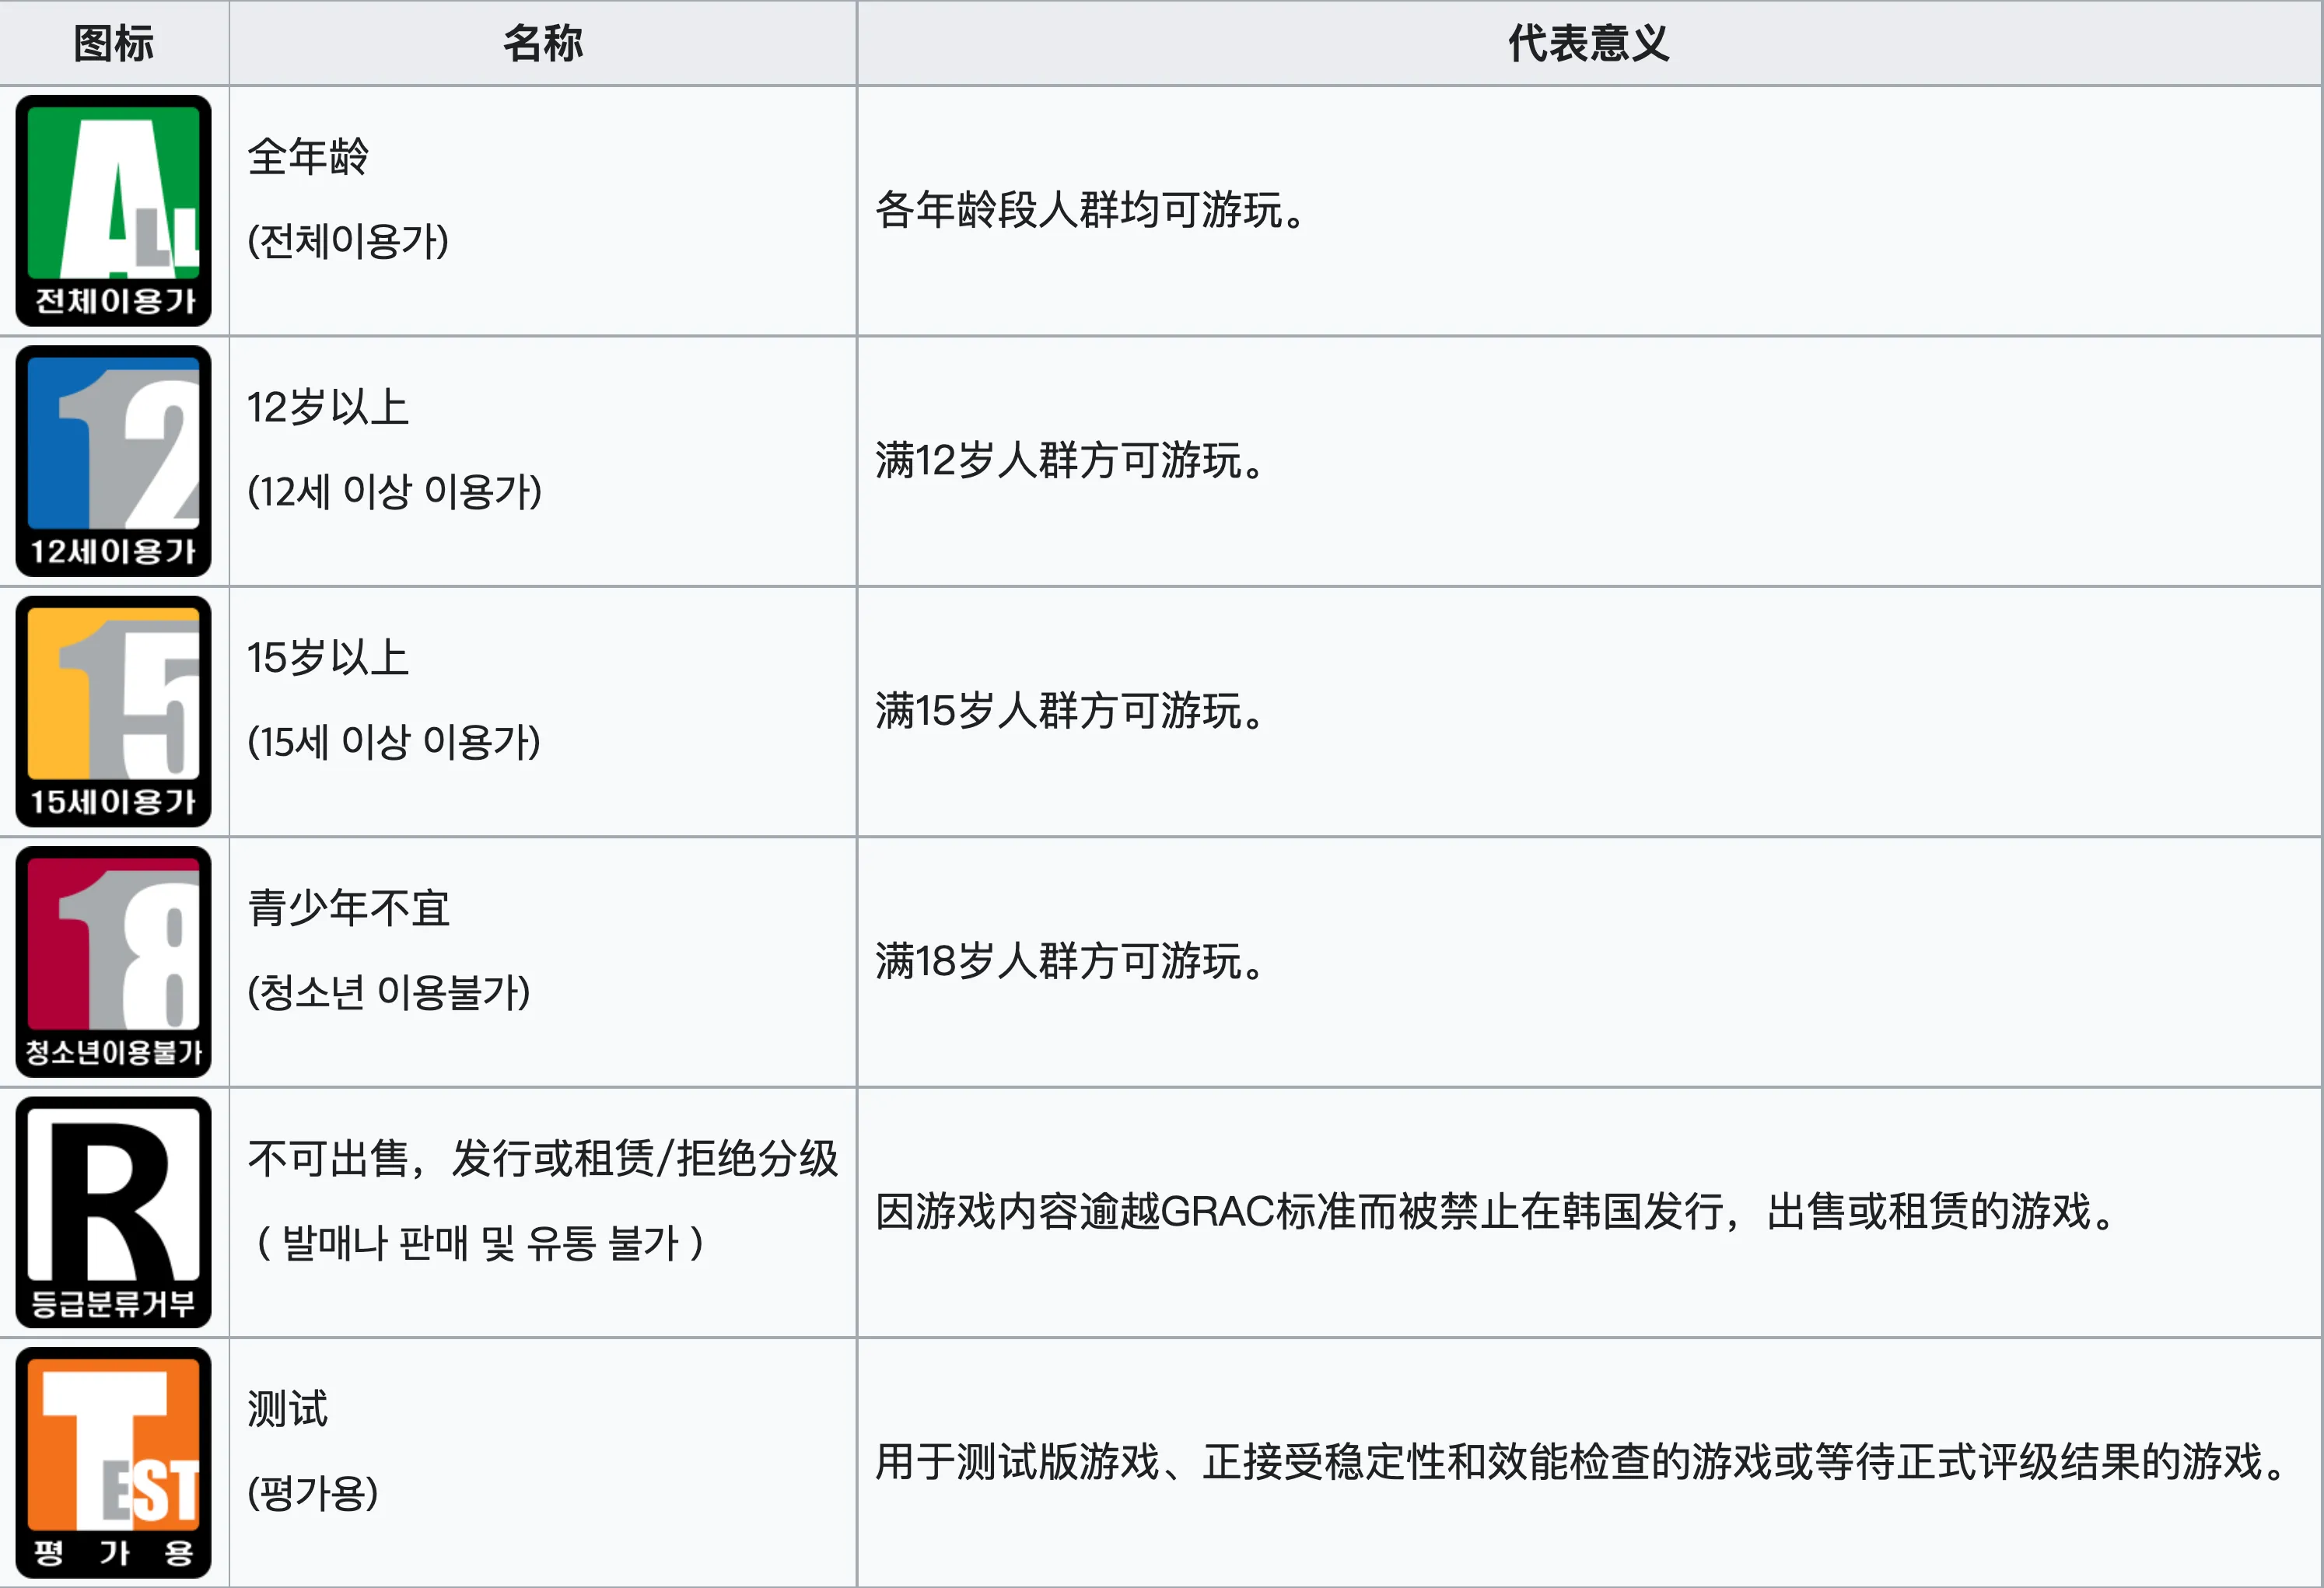 图标 名称 代表意义
ALL
전체이용가
全年龄
(전체이용가)
各年龄段人群均可游玩。
12
12세이용가
12岁以上
(12세 이상 이용가)
满12岁人群方可游玩。
15
15세이용가
15岁以上
(15세 이상 이용가)
满15岁人群方可游玩。
18
청소년이용불가
青少年不宜
(청소년 이용불가)
满18岁人群方可游玩。
R
등급분류거부
不可出售，发行或租赁/拒绝分级
( 발매나 판매 및 유통 불가 )
因游戏内容逾越GRAC标准而被禁止在韩国发行，出售或租赁的游戏。
TEST
평 가 용
测试
(평가용)
用于测试版游戏、正接受稳定性和效能检查的游戏或等待正式评级结果的游戏。